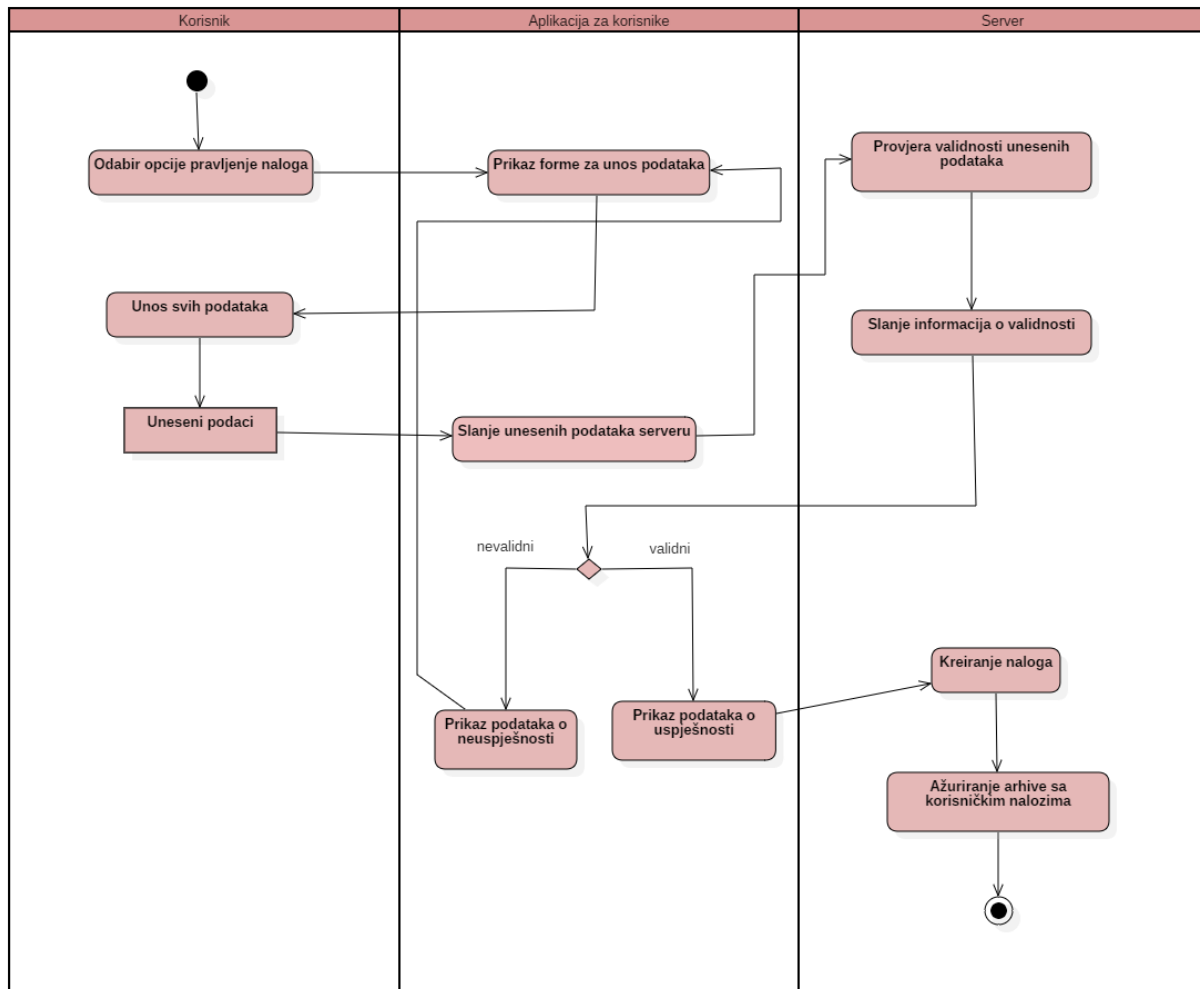 Korisnik
Aplikacija za korisnike
Server
Odabir opcije pravljenje naloga
Prikaz forme za unos podataka
Provjera validnosti unesenih
podataka
Unos svih podataka
Slanje informacija o validnosti
Uneseni podaci
Slanje unesenih podataka serveru
nevalidni
validni
Kreiranje naloga
Prikaz podataka o
neuspješnosti
Prikaz podataka o
uspješnosti
Ažuriranje arhive sa
korisničkim nalozima